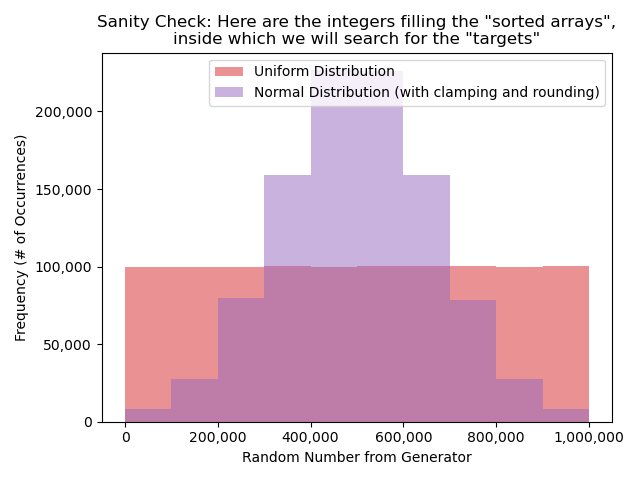 Sanity Check: Here are the integers filling the "sorted arrays",
inside which we will search for the "targets"
Uniform Distribution
Normal Distribution (with clamping and rounding)
Frequency (# of Occurrences)
200,000
150,000
100,000
50,000
0
0 200,000 400,000 600,000 800,000 1,000,000
Random Number from Generator